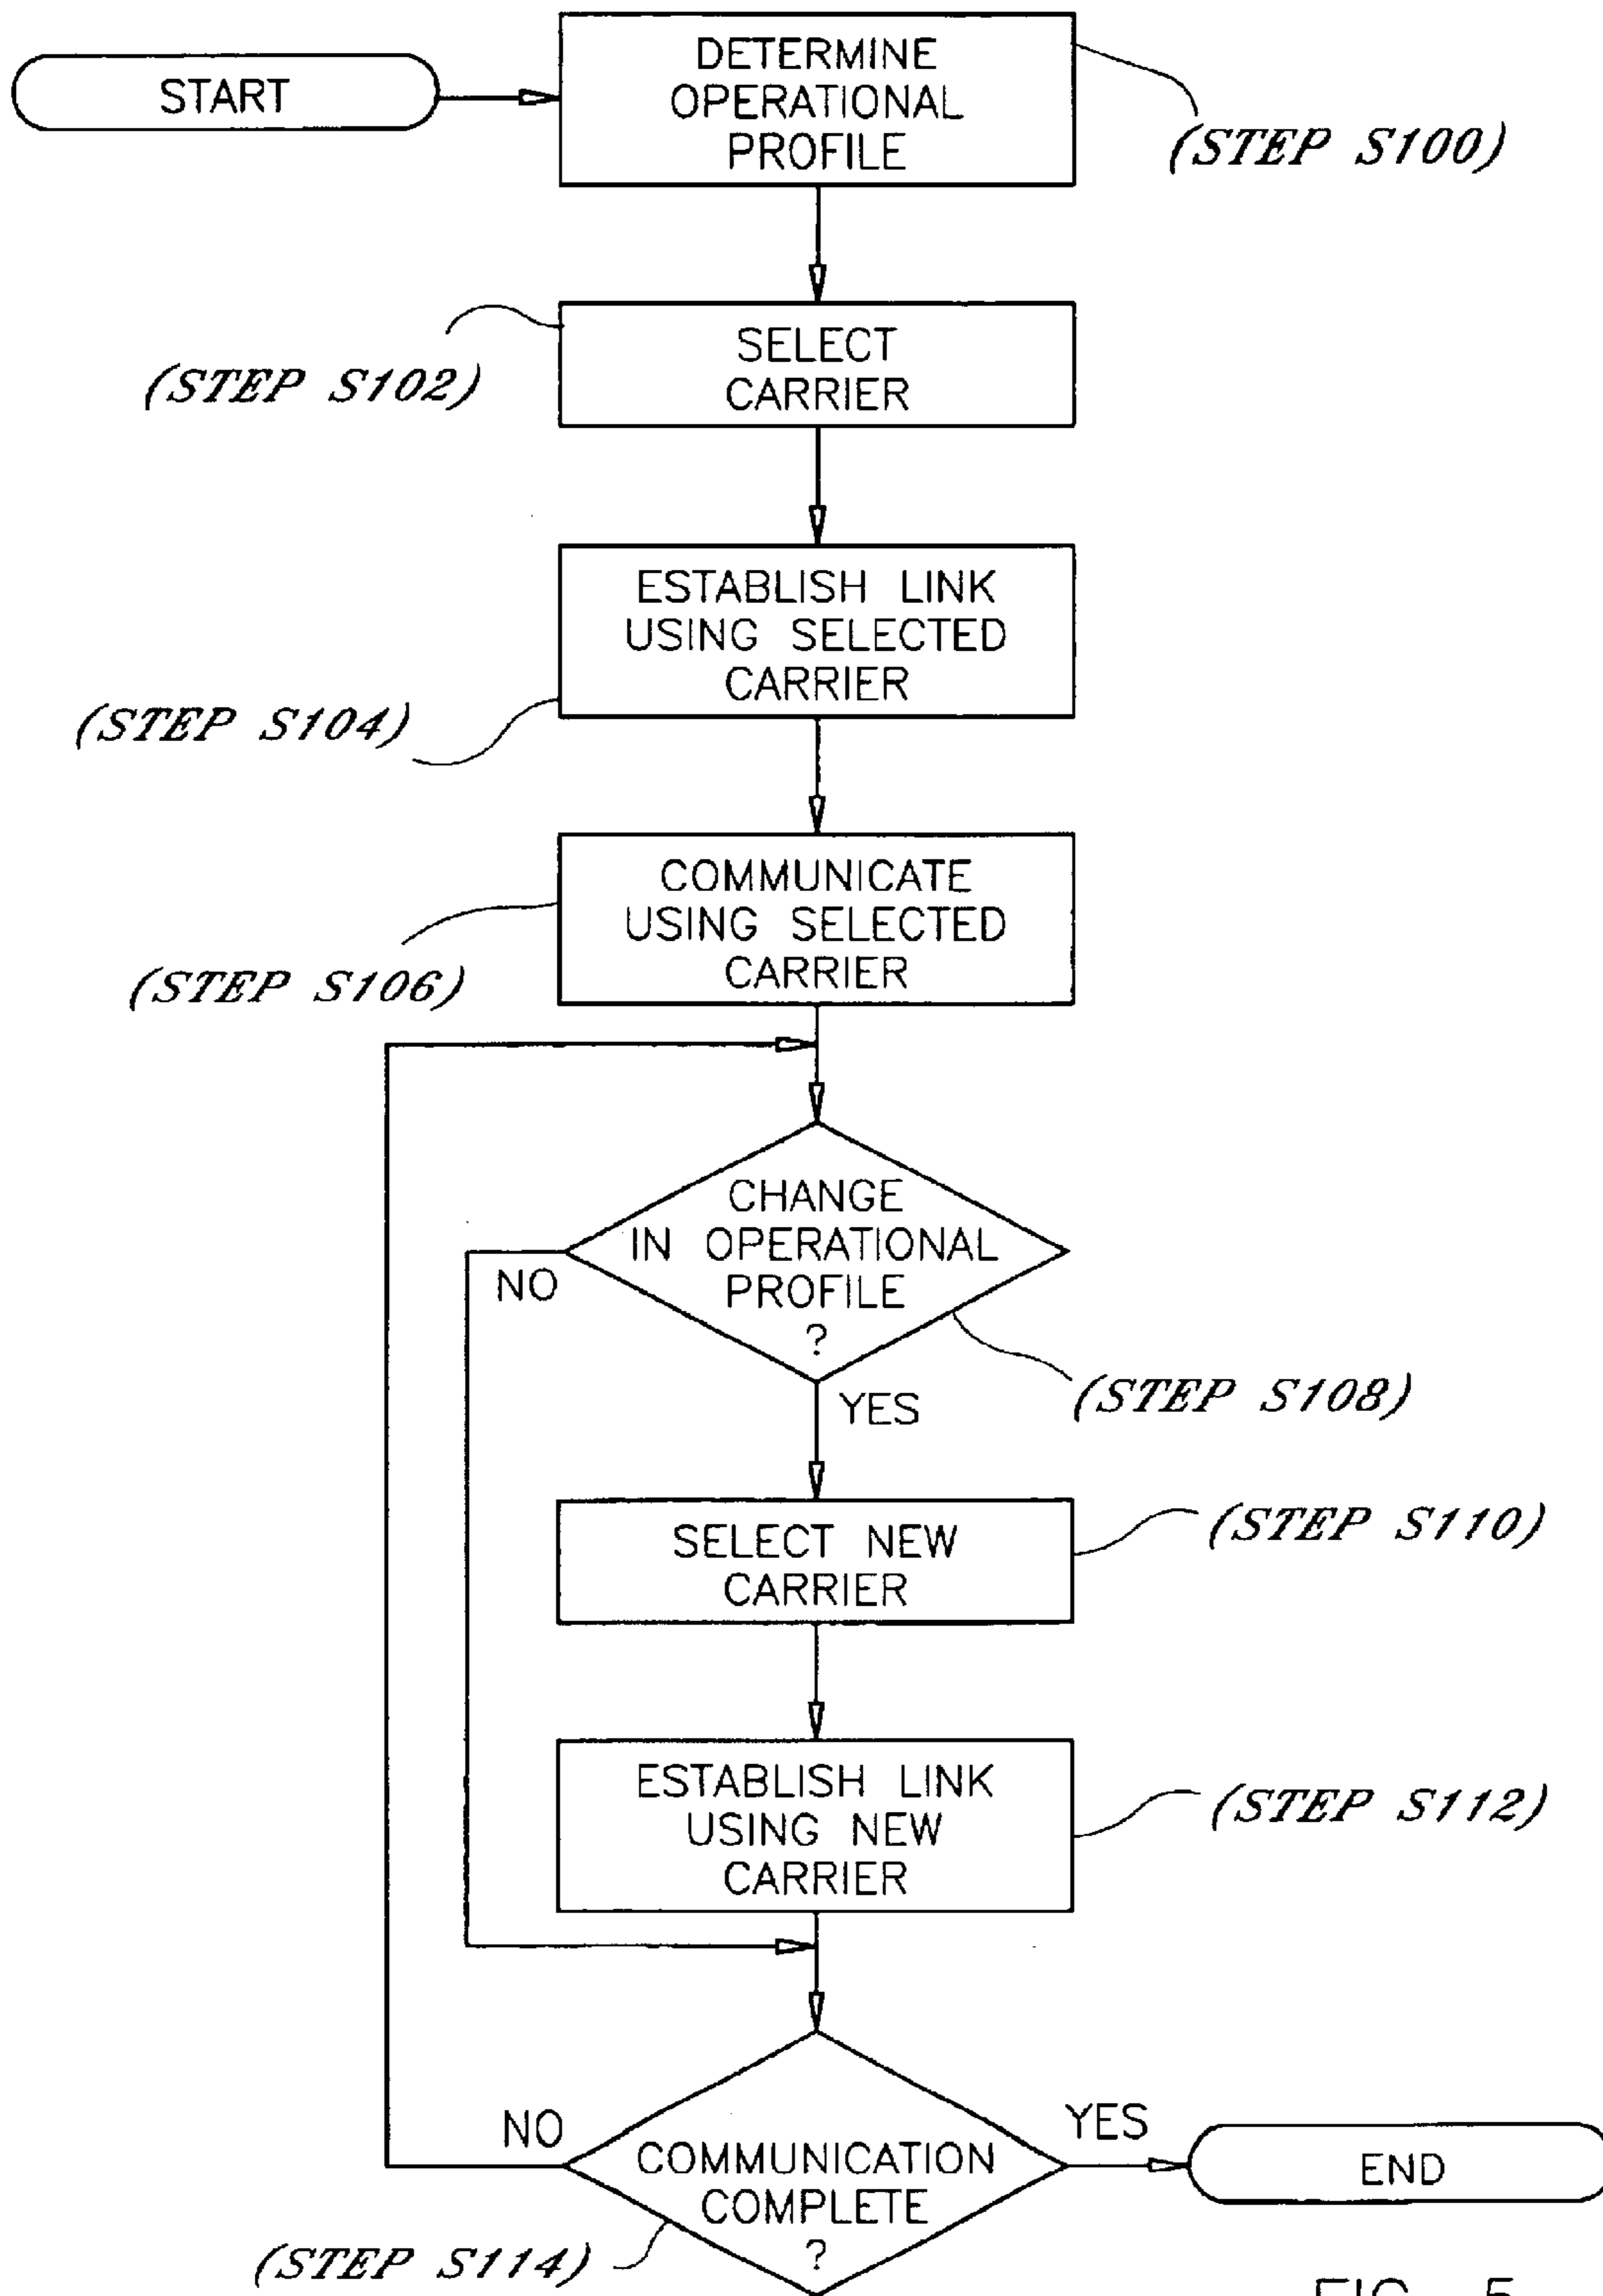 START
DETERMINE
OPERATIONAL
PROFILE
(STEP S100)
SELECT
CARRIER
(STEP S102)
ESTABLISH LINK
USING SELECTED
CARRIER
(STEP S104)
COMMUNICATE
USING SELECTED
CARRIER
(STEP S106)
CHANGE
IN OPERATIONAL
PROFILE
?
NO
YES
(STEP S108)
SELECT NEW
CARRIER
(STEP S110)
ESTABLISH LINK
USING NEW
CARRIER
(STEP S112)
NO
COMMUNICATION
COMPLETE
?
YES
END
(STEP S114)
FIG. 5